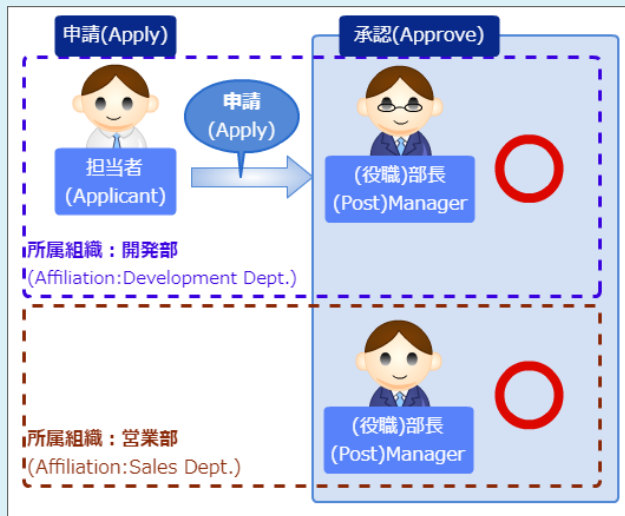 申請(Apply)
承認(Approve)
申請
(Apply)
担当者
(Applicant)
(役職)部長
(Post)Manager
所属組織：開発部
(Affiliation:Development Dept.)
(役職)部長
(Post)Manager
所属組織：営業部
(Affiliation:Sales Dept.)